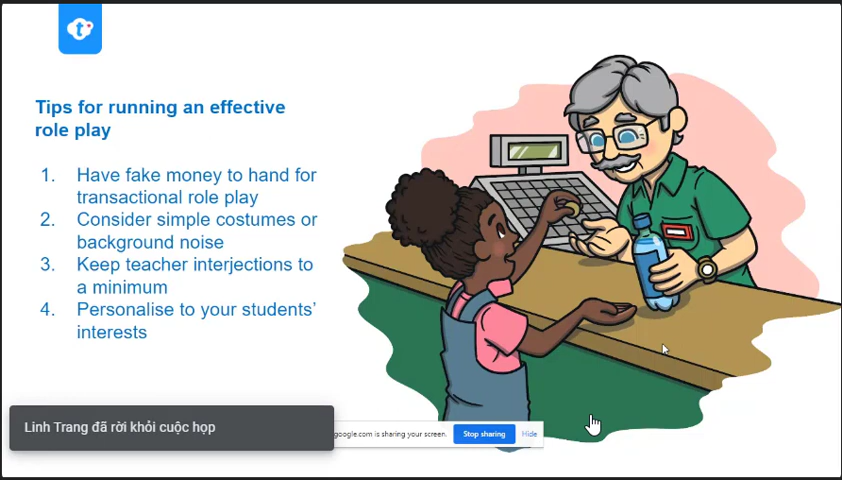 t
Tips for running an effective
role play
1. Have fake money to hand for
transactional role play
2. Consider simple costumes or
background noise
3. Keep teacher interjections to
a minimum
4. Personalise to your students'
interests
Linh Trang đã rời khỏi cuộc họp
google.com is sharing your screen. Stop sharing Hide